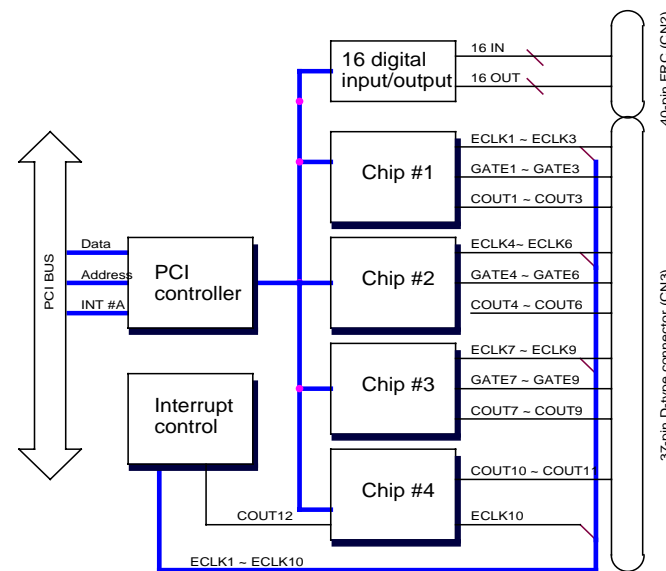 16 digital
input/output
16 IN
16 OUT
40-pin FRC (CN2)
Chip #1
ECLK1 ~ ECLK3
GATE1 ~ GATE3
COUT1 ~ COUT3
PCI BUS
Data
Address
INT #A
PCI
controller
Chip #2
ECLK4~ ECLK6
GATE4 ~ GATE6
COUT4 ~ COUT6
37-pin D-type connector (CN3)
Chip #3
ECLK7 ~ ECLK9
GATE7 ~ GATE9
COUT7 ~ COUT9
Interrupt
control
Chip #4
COUT10 ~ COUT11
ECLK10
COUT12
ECLK1 ~ ECLK10